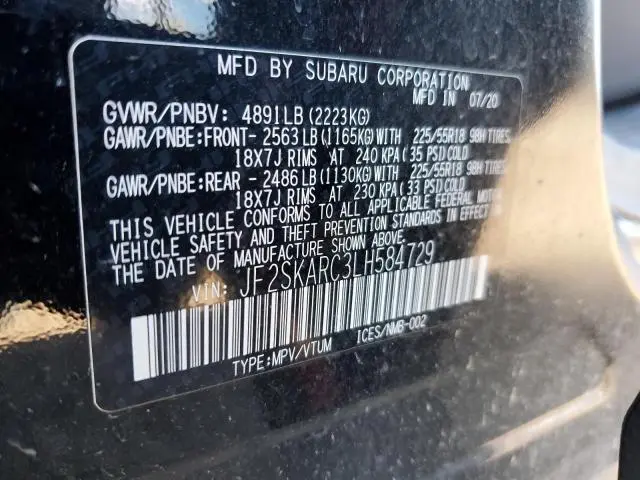 MFD BY SUBARU CORPORATION
MFD IN 07/20
GVWR/PNBV: 4891LB(2223KG)
GAWR/PNBE:FRONT- 2563LB(1165KG)WITH 225/55R18 98H TIRES
18X7J RIMS AT 240 KPA(35 PSI)COLD
GAWR/PNBE:REAR - 2486LB(1130KG)WITH 225/55R18 98H TIRES
18X7J RIMS AT 230 KPA(33 PSI)COLD
THIS VEHICLE CONFORMS TO ALL APPLICABLE FEDERAL MOTOR
VEHICLE SAFETY AND THEFT PREVENTION STANDARDS IN EFFECT ON
THE DATE OF MANUFACTURE SHOWN ABOVE.
VIN: JF2SKARC3LH584729
TYPE:MPV/VTUM ICES/NMB-002